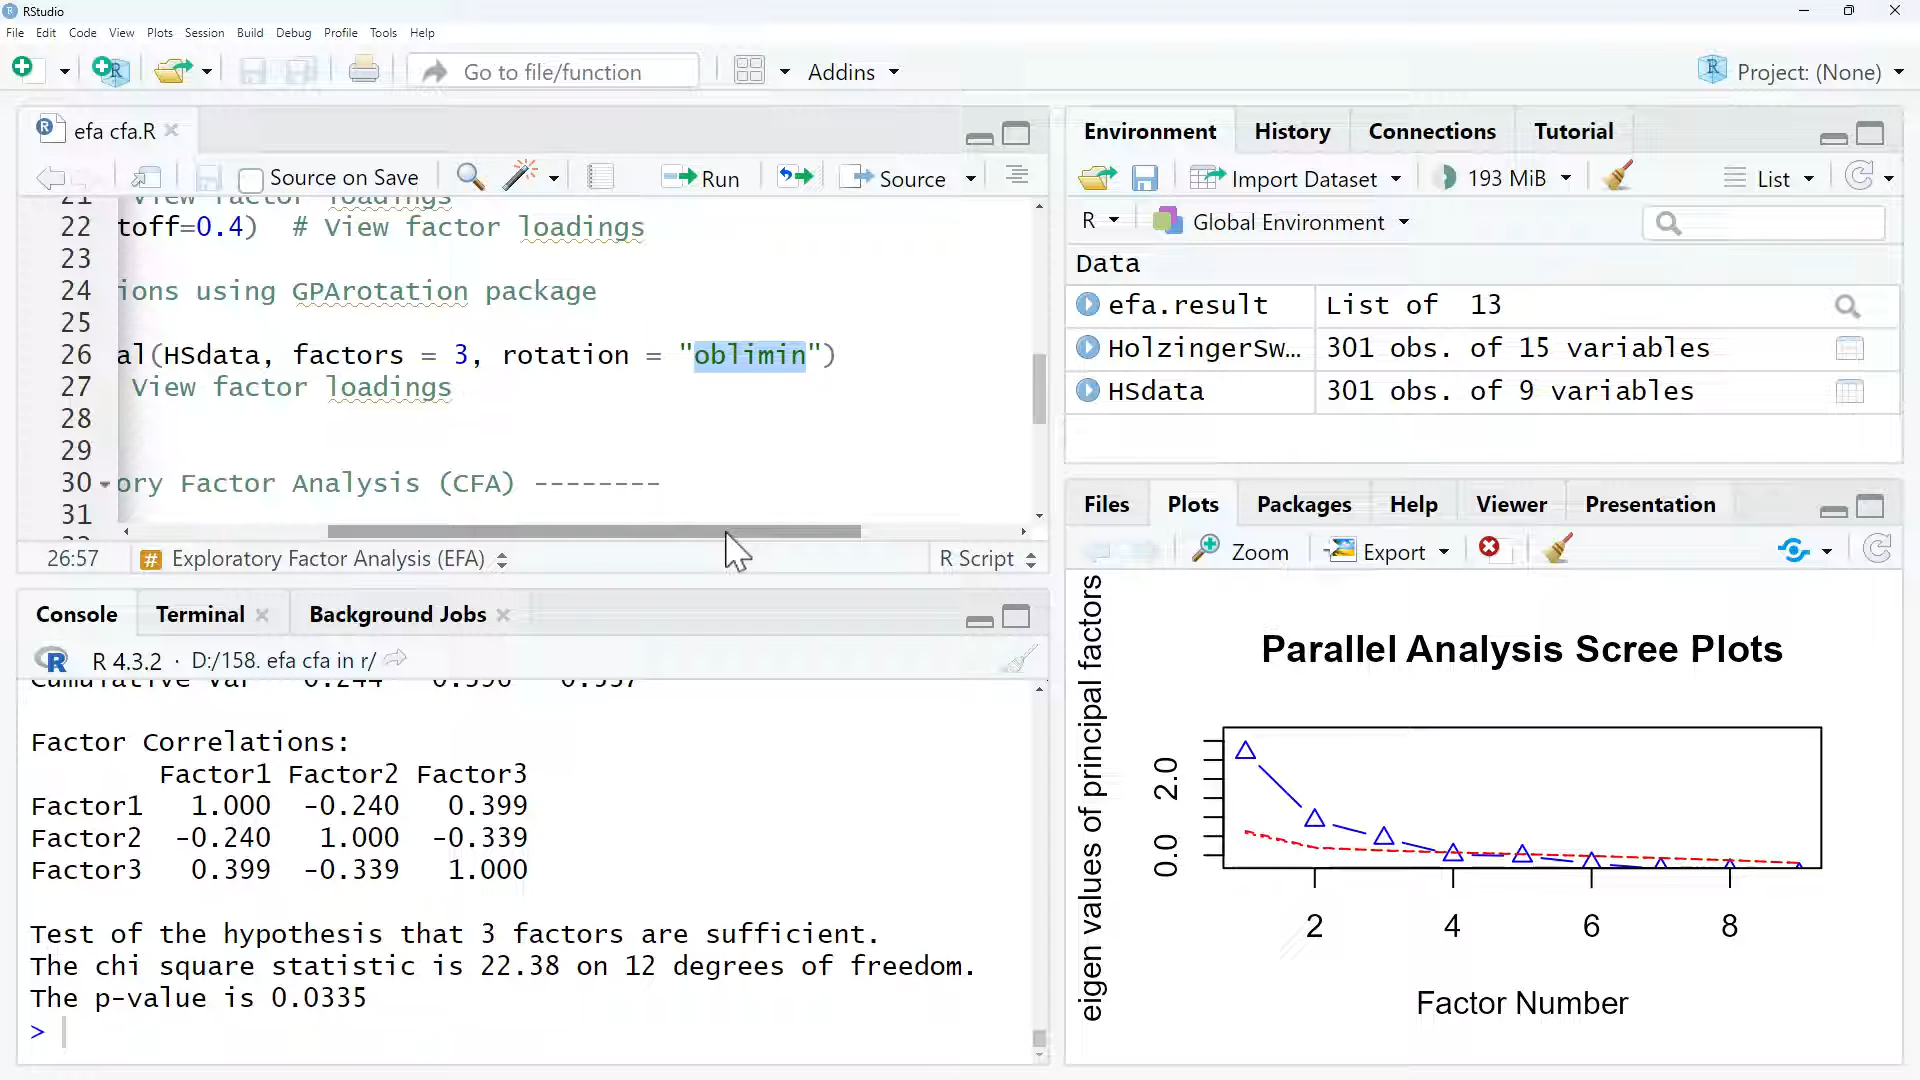 RStudio
File Edit Code View Plots Session Build Debug Profile Tools Help
Go to file/function
Addins
Project: (None)
efa cfa.R
Source on Save
Run
Source
21 View factor loadings
22 toff=0.4) # View factor loadings
23
24 ions using GPArotation package
25
26 al(HSdata, factors = 3, rotation = "oblimin")
27 View factor loadings
28
29
30 ory Factor Analysis (CFA) --------
31
26:57
# Exploratory Factor Analysis (EFA)
R Script
Console Terminal Background Jobs
R 4.3.2 · D:/158. efa cfa in r/
Factor Correlations:
Factor1 Factor2 Factor3
Factor1 1.000 -0.240 0.399
Factor2 -0.240 1.000 -0.339
Factor3 0.399 -0.339 1.000
Test of the hypothesis that 3 factors are sufficient.
The chi square statistic is 22.38 on 12 degrees of freedom.
The p-value is 0.0335
>
Environment History Connections Tutorial
Import Dataset 193 MiB List
R Global Environment
Data
efa.result List of 13
HolzingerSw… 301 obs. of 15 variables
HSdata 301 obs. of 9 variables
Files Plots Packages Help Viewer Presentation
Zoom Export
Parallel Analysis Scree Plots
eigen values of principal factors
2.0
0.0
2 4 6 8
Factor Number